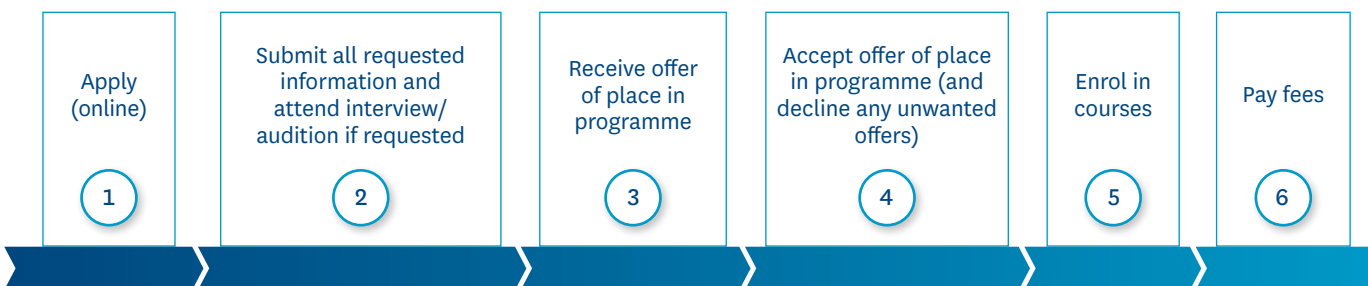 Apply
(online)
1
Submit all requested
information and
attend interview/
audition if requested
2
Receive offer
of place in
programme
3
Accept offer of place
in programme (and
decline any unwanted
offers)
4
Enrol in
courses
5
Pay fees
6